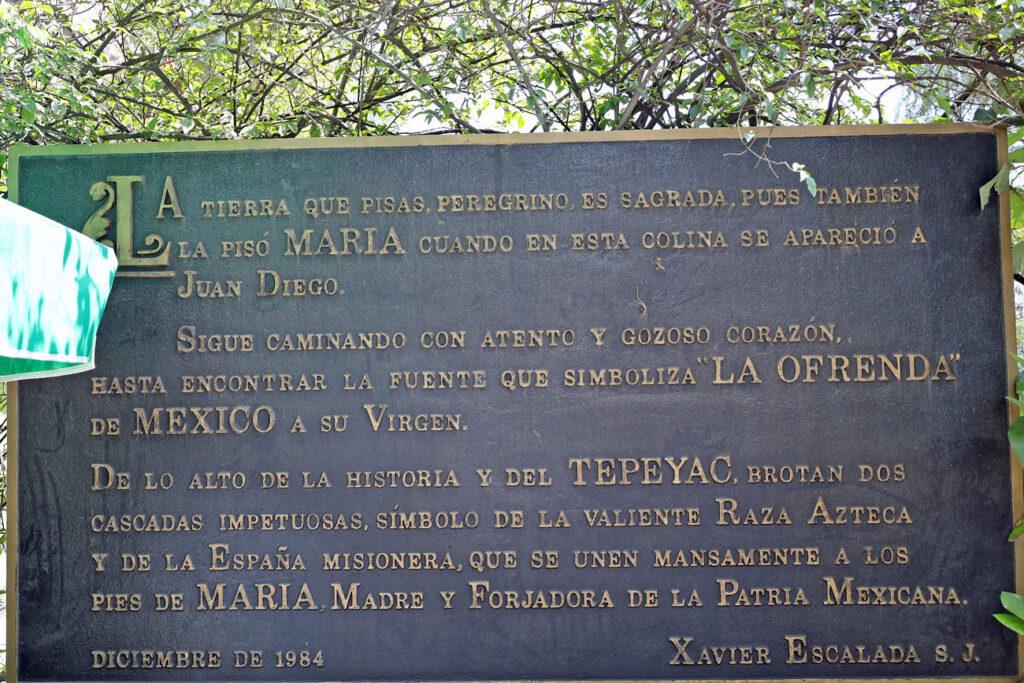 LA TIERRA QUE PISAS, PEREGRINO, ES SAGRADA, PUES TAMBIÉN
LA PISÓ MARIA CUANDO EN ESTA COLINA SE APARECIÓ A
JUAN DIEGO.
SIGUE CAMINANDO CON ATENTO Y GOZOSO CORAZÓN,
HASTA ENCONTRAR LA FUENTE QUE SIMBOLIZA "LA OFRENDA"
DE MEXICO A SU VIRGEN.
DE LO ALTO DE LA HISTORIA Y DEL TEPEYAC, BROTAN DOS
CASCADAS IMPETUOSAS, SÍMBOLO DE LA VALIENTE RAZA AZTECA
Y DE LA ESPAÑA MISIONERA, QUE SE UNEN MANSAMENTE A LOS
PIES DE MARIA, MADRE Y FORJADORA DE LA PATRIA MEXICANA.
DICIEMBRE DE 1984 XAVIER ESCALADA S. J.